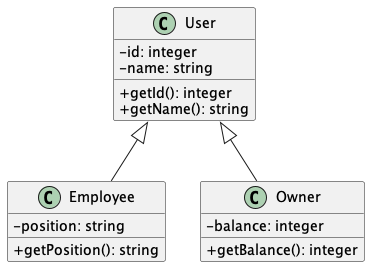 C User
-id: integer
-name: string
+getId(): integer
+getName(): string
C Employee
-position: string
+getPosition(): string
C Owner
-balance: integer
+getBalance(): integer